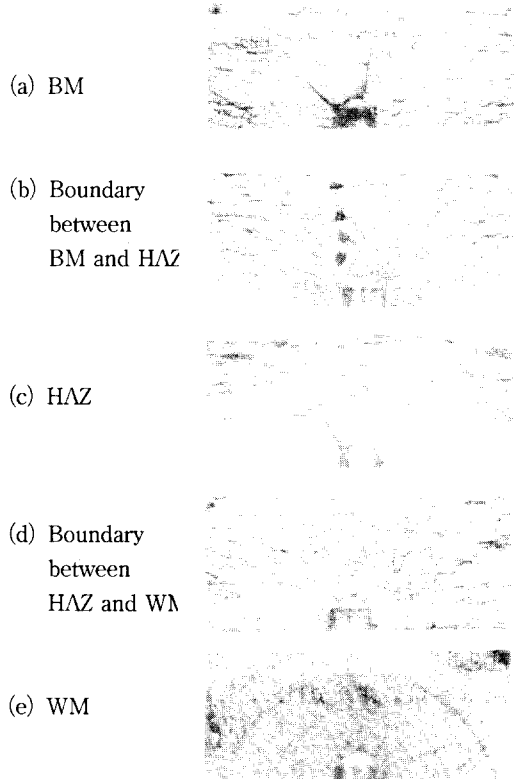 (a) BM
(b) Boundary
between
BM and HAZ
(c) HAZ
(d) Boundary
between
HAZ and WM
(e) WM